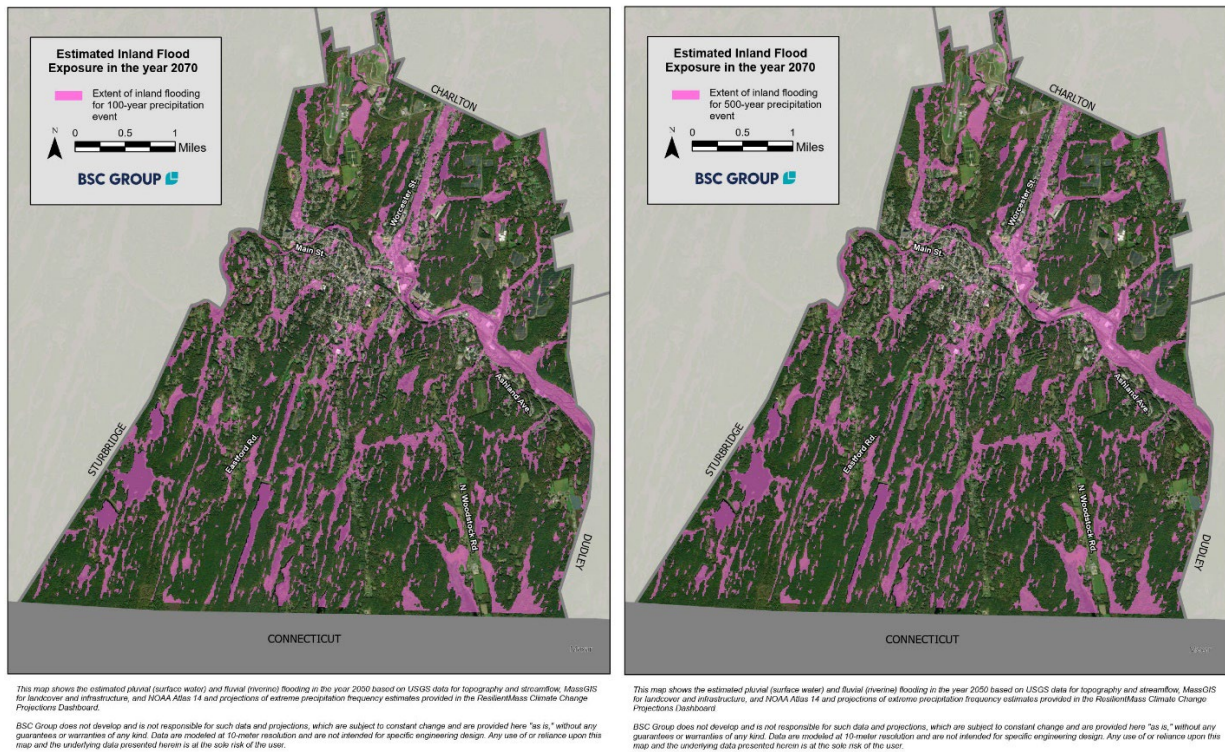 Estimated Inland Flood
Exposure in the year 2070
Extent of inland flooding
for 100-year precipitation
event
N
0 0.5 1
Miles
BSC GROUP
CHARLTON
Worcester St.
Main St.
Ashland Ave.
STURBRIDGE
Eastford Rd.
N. Woodstock Rd.
DUDLEY
CONNECTICUT
This map shows the estimated pluvial (surface water) and fluvial (riverine) flooding in the year 2000 based on USGS data for topography and streamflow, MassGIS
for landcover and infrastructure, and NOAA Atlas 14 and projections of extreme precipitation frequency estimates provided in the ResilientMass Climate Change
Projections Dashboard.
BSC Group does not develop and is not responsible for such data and projections, which are subject to constant change and are provided here "as is," without any
guarantees or warranties of any kind. Data are modeled at 10-meter resolution and are not intended for specific engineering design. Any use of or reliance upon this
map and the underlying data presented herein is at the sole risk of the user.
Estimated Inland Flood
Exposure in the year 2070
Extent of inland flooding
for 500-year precipitation
event
N
0 0.5 1
Miles
BSC GROUP
CHARLTON
Worcester St.
Main St.
Ashland Ave.
STURBRIDGE
Eastford Rd.
N. Woodstock Rd.
DUDLEY
CONNECTICUT
This map shows the estimated pluvial (surface water) and fluvial (riverine) flooding in the year 2050 based on USGS data for topography and streamflow, MassGIS
for landcover and infrastructure, and NOAA Atlas 14 and projections of extreme precipitation frequency estimates provided in the ResilientMass Climate Change
Projections Dashboard.
BSC Group does not develop and is not responsible for such data and projections, which are subject to constant change and are provided here "as is," without any
guarantees or warranties of any kind. Data are modeled at 10-meter resolution and are not intended for specific engineering design. Any use of or reliance upon this
map and the underlying data presented herein is at the sole risk of the user.